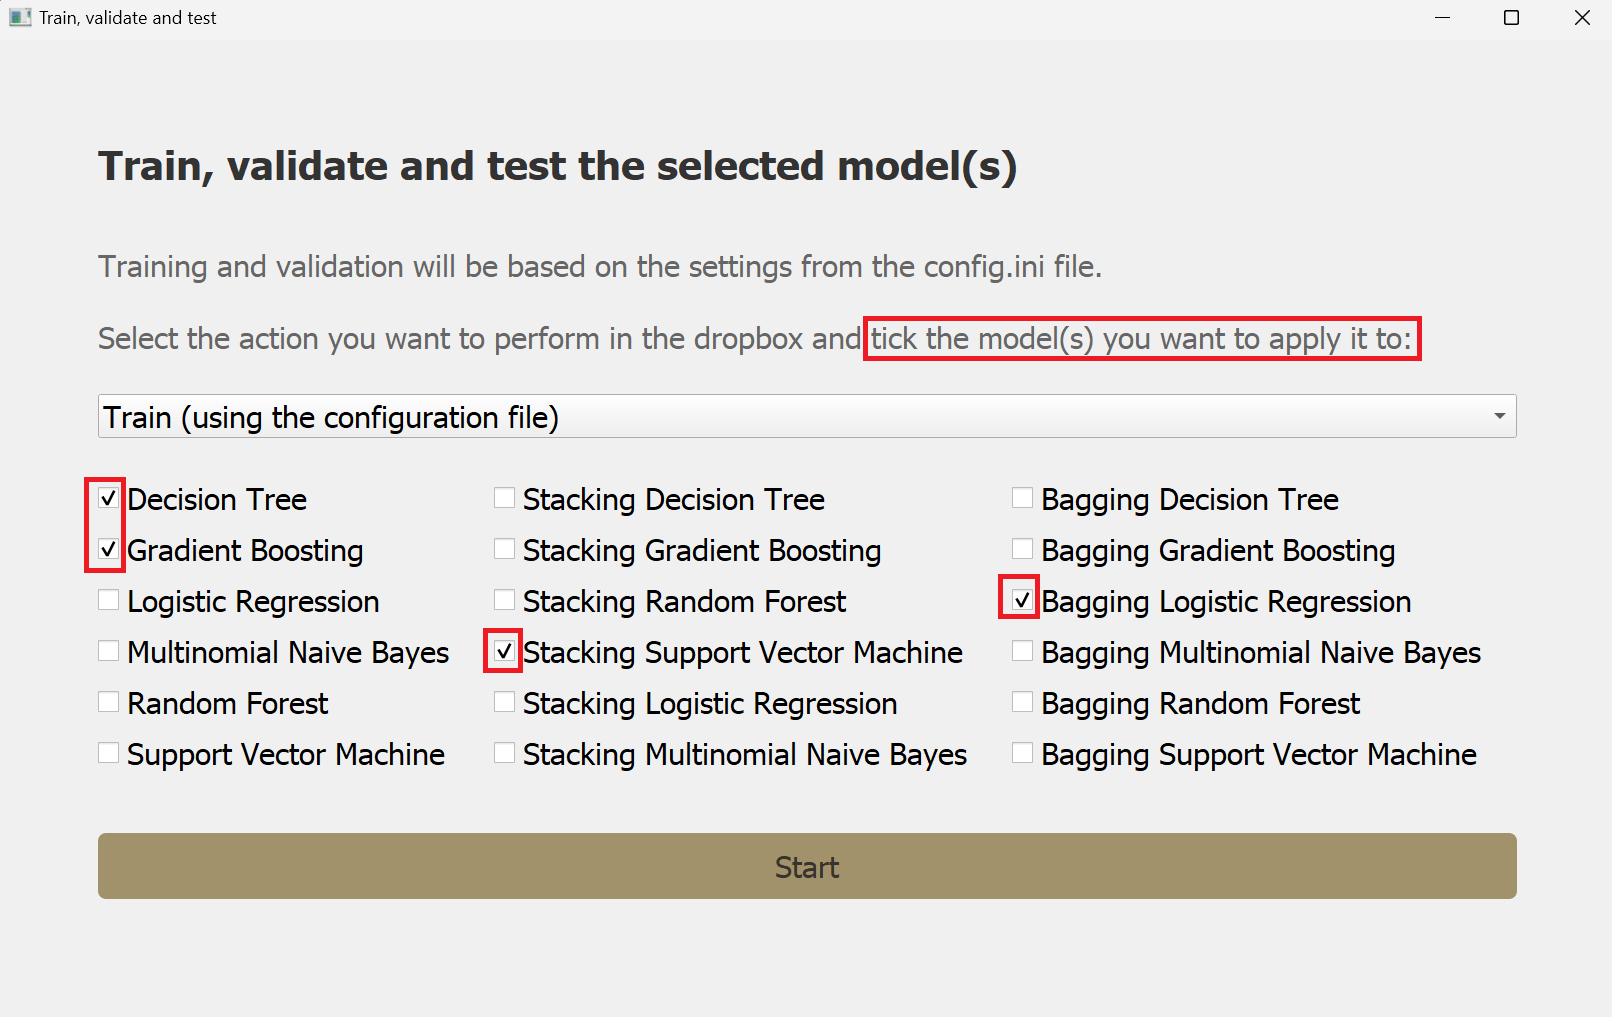 Train, validate and test
Train, validate and test the selected model(s)
Training and validation will be based on the settings from the config.ini file.
Select the action you want to perform in the dropbox and tick the model(s) you want to apply it to:
Train (using the configuration file)
Decision Tree Stacking Decision Tree Bagging Decision Tree
Gradient Boosting Stacking Gradient Boosting Bagging Gradient Boosting
Logistic Regression Stacking Random Forest Bagging Logistic Regression
Multinomial Naive Bayes Stacking Support Vector Machine Bagging Multinomial Naive Bayes
Random Forest Stacking Logistic Regression Bagging Random Forest
Support Vector Machine Stacking Multinomial Naive Bayes Bagging Support Vector Machine
Start